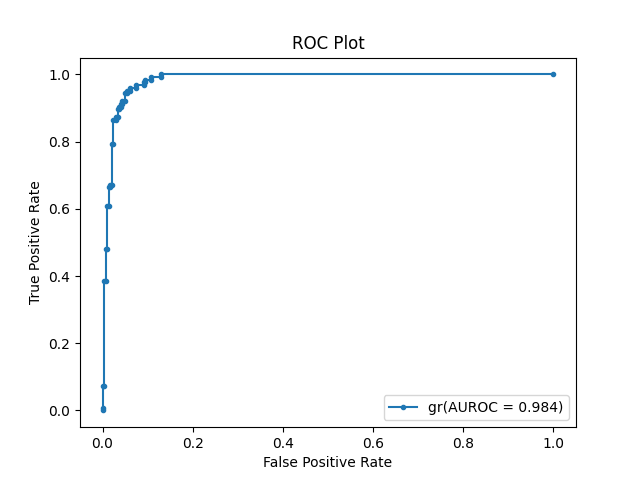 ROC Plot
1.0
0.8
0.6
0.4
0.2
0.0
True Positive Rate
gr(AUROC = 0.984)
0.0 0.2 0.4 0.6 0.8 1.0
False Positive Rate